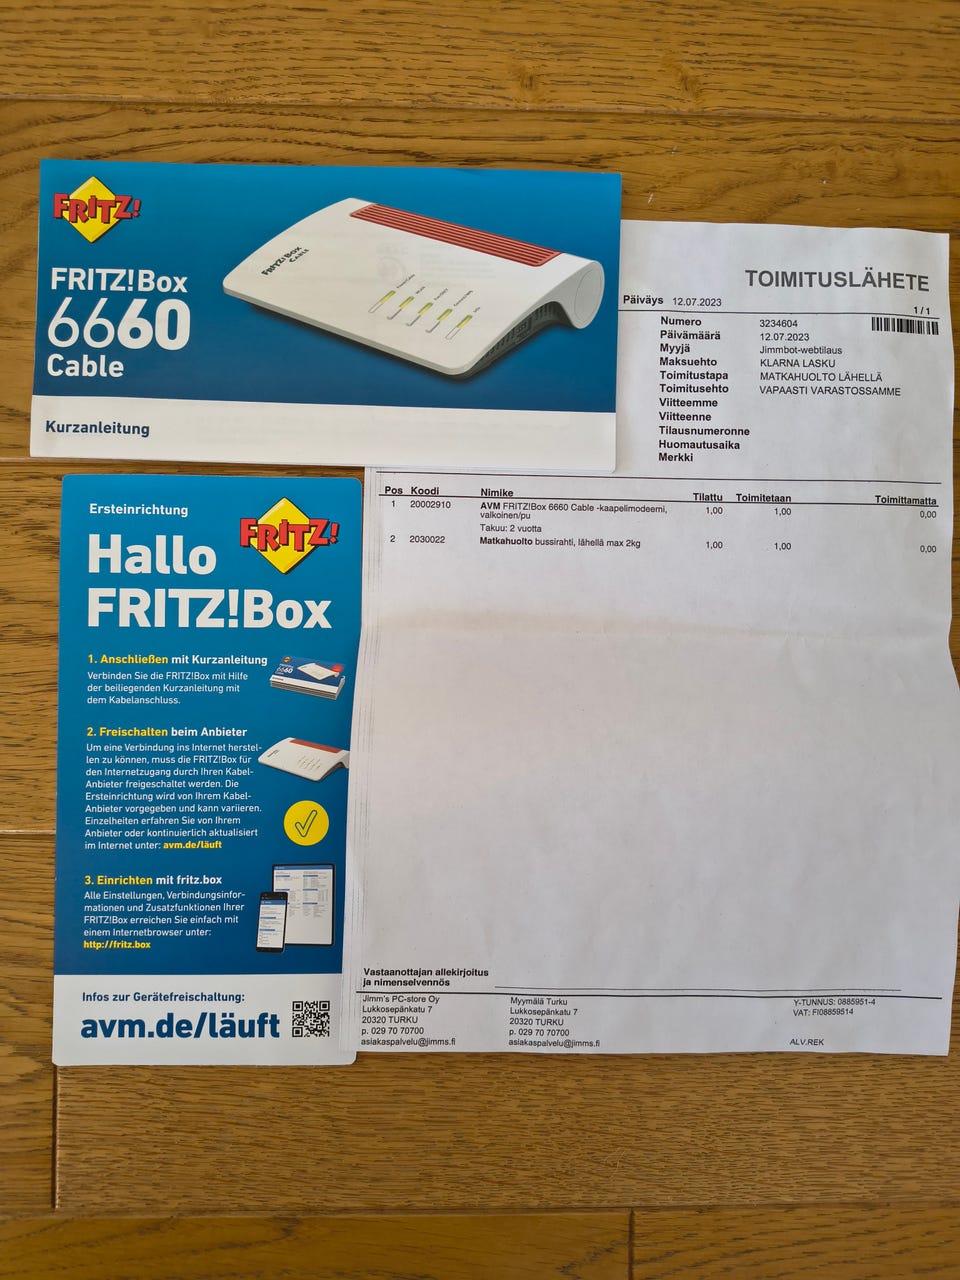 FRITZ!
FRITZ!Box
6660
Cable
FRITZ!Box
CABLE
Kurzanleitung
TOIMITUSLÄHETE
Päiväys 12.07.2023
1 / 1
Numero 3234604
Päivämäärä 12.07.2023
Myyjä Jimmbot-webtilaus
Maksuehto KLARNA LASKU
Toimitustapa MATKAHUOLTO LÄHELLÄ
Toimitusehto VAPAASTI VARASTOSSAMME
Viitteemme
Viitteenne
Tilausnumeronne
Huomautusaika
Merkki
Pos Koodi Nimike Tilattu Toimitetaan Toimittamatta
1 20002910 AVM FRITZ!Box 6660 Cable -kaapelimodeemi, 1,00 1,00 0,00
valkoinen/pu
Takuu: 2 vuotta
2 2030022 Matkahuolto bussirahti, lähellä max 2kg 1,00 1,00 0,00
Vastaanottajan allekirjoitus
ja nimenselvennös
Jimm's PC-store Oy
Lukkosepänkatu 7
20320 TURKU
p. 029 70 70700
asiakaspalvelu@jimms.fi
Myymälä Turku
Lukkosepänkatu 7
20320 TURKU
p. 029 70 70700
asiakaspalvelu@jimms.fi
Y-TUNNUS: 0885951-4
VAT: FI08859514
ALV.REK
Ersteinrichtung
FRITZ!
Hallo
FRITZ!Box
1. Anschließen mit Kurzanleitung
Verbinden Sie die FRITZ!Box mit Hilfe
der beiliegenden Kurzanleitung mit
dem Kabelanschluss.
2. Freischalten beim Anbieter
Um eine Verbindung ins Internet herstel-
len zu können, muss die FRITZ!Box für
den Internetzugang durch Ihren Kabel-
Anbieter freigeschaltet werden. Die
Ersteinrichtung wird von Ihrem Kabel-
Anbieter vorgegeben und kann variieren.
Einzelheiten erfahren Sie von Ihrem
Anbieter oder kontinuierlich aktualisiert
im Internet unter: avm.de/läuft
3. Einrichten mit fritz.box
Alle Einstellungen, Verbindungsinfor-
mationen und Zusatzfunktionen Ihrer
FRITZ!Box erreichen Sie einfach mit
einem Internetbrowser unter:
http://fritz.box
Infos zur Gerätefreischaltung:
avm.de/läuft